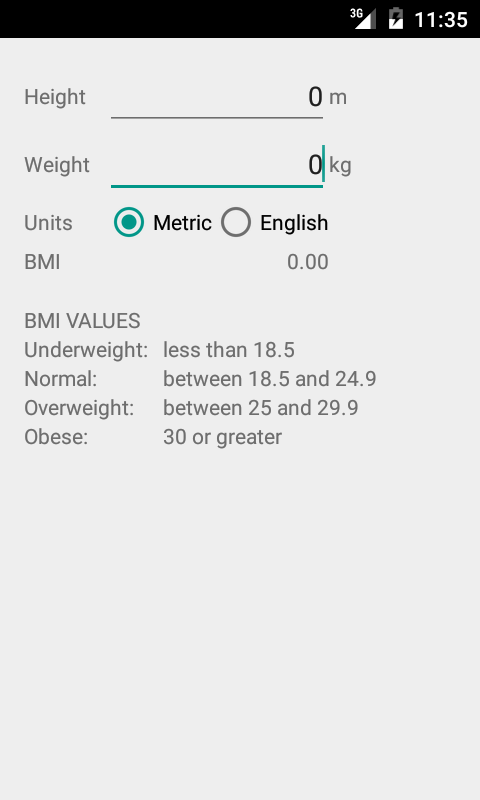 3G 11:35
Height 0 m
Weight 0 kg
Units Metric English
BMI 0.00
BMI VALUES
Underweight: less than 18.5
Normal: between 18.5 and 24.9
Overweight: between 25 and 29.9
Obese: 30 or greater